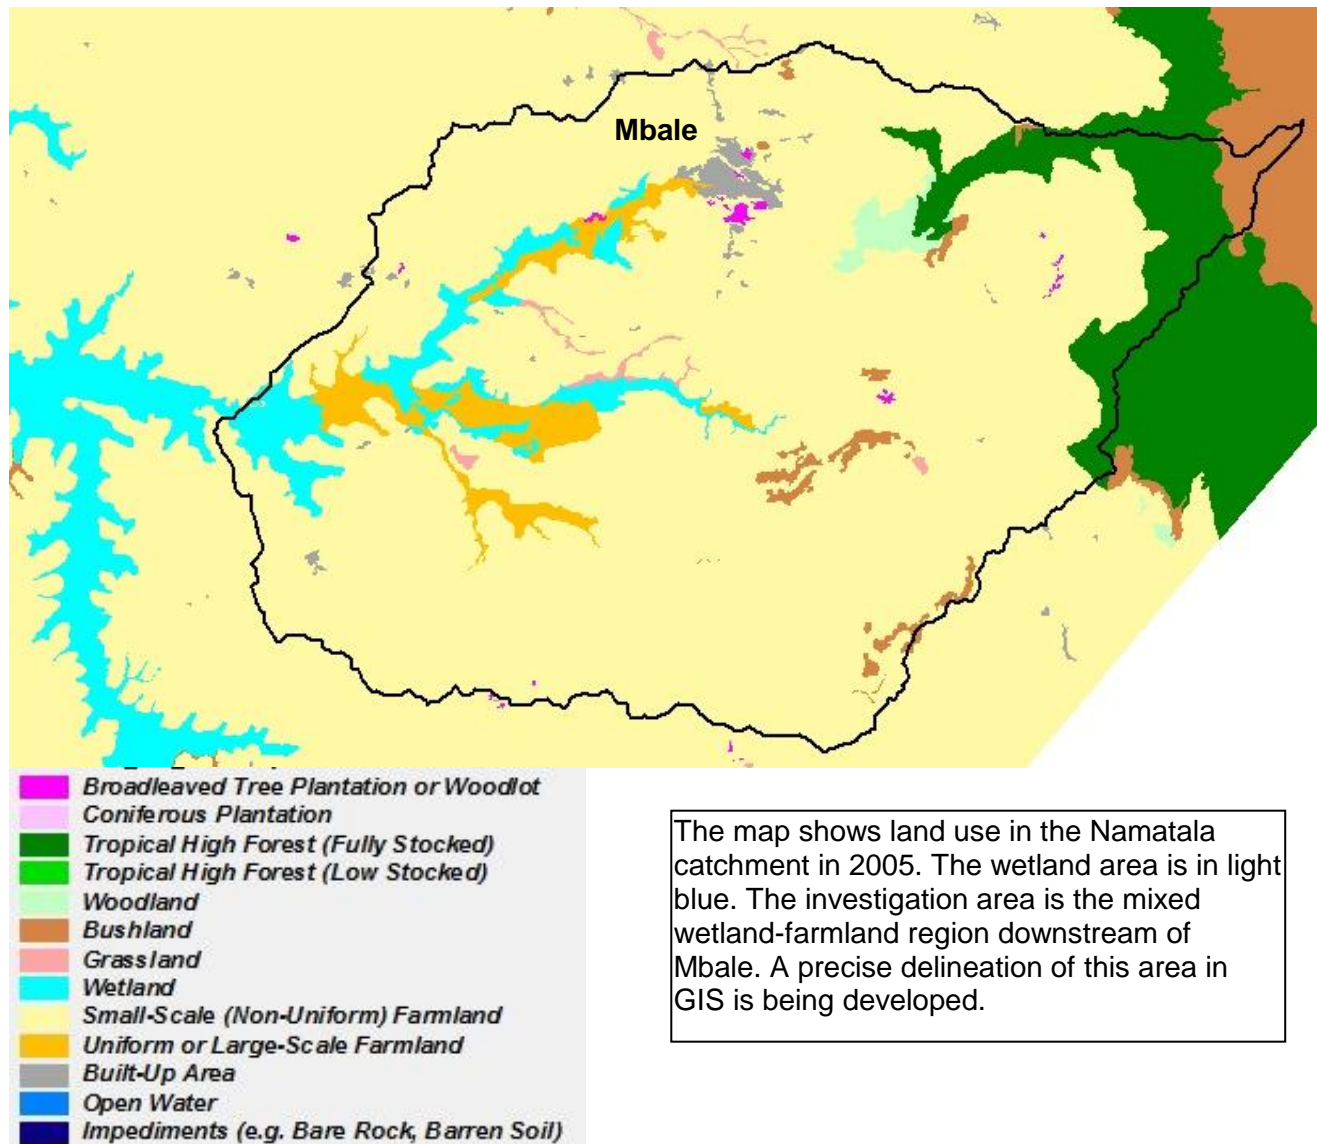 Mbale
Broadleaved Tree Plantation or Woodlot
Coniferous Plantation
Tropical High Forest (Fully Stocked)
Tropical High Forest (Low Stocked)
Woodland
Bushland
Grassland
Wetland
Small-Scale (Non-Uniform) Farmland
Uniform or Large-Scale Farmland
Built-Up Area
Open Water
Impediments (e.g. Bare Rock, Barren Soil)
The map shows land use in the Namatala
catchment in 2005. The wetland area is in light
blue. The investigation area is the mixed
wetland-farmland region downstream of
Mbale. A precise delineation of this area in
GIS is being developed.